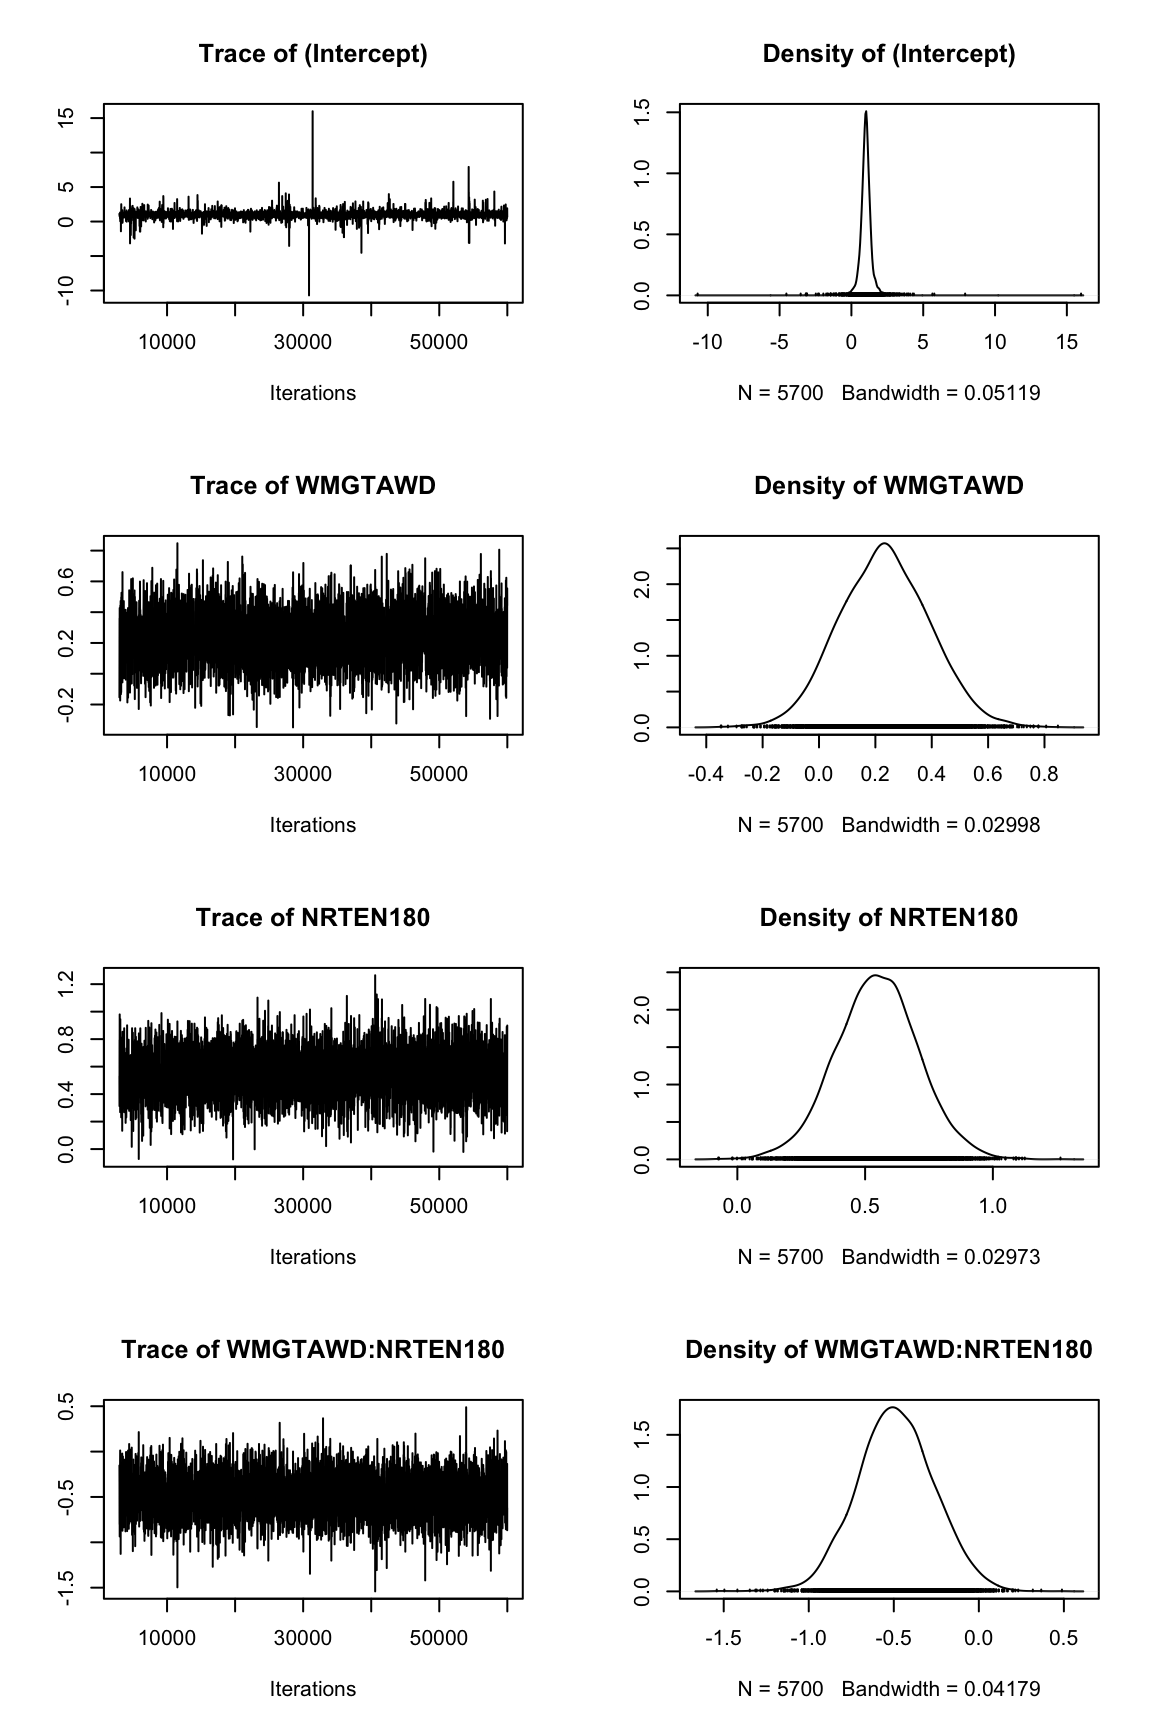 Trace of (Intercept)
15
5
0
-10
10000 30000 50000
Iterations
Density of (Intercept)
1.5
1.0
0.5
0.0
-10 -5 0 5 10 15
N = 5700 Bandwidth = 0.05119
Trace of WMGTAWD
0.6
0.2
-0.2
10000 30000 50000
Iterations
Density of WMGTAWD
2.0
1.0
0.0
-0.4 -0.2 0.0 0.2 0.4 0.6 0.8
N = 5700 Bandwidth = 0.02998
Trace of NRTEN180
1.2
0.8
0.4
0.0
10000 30000 50000
Iterations
Density of NRTEN180
2.0
1.0
0.0
0.0 0.5 1.0
N = 5700 Bandwidth = 0.02973
Trace of WMGTAWD:NRTEN180
0.5
-0.5
-1.5
10000 30000 50000
Iterations
Density of WMGTAWD:NRTEN180
1.5
1.0
0.5
0.0
-1.5 -1.0 -0.5 0.0 0.5
N = 5700 Bandwidth = 0.04179